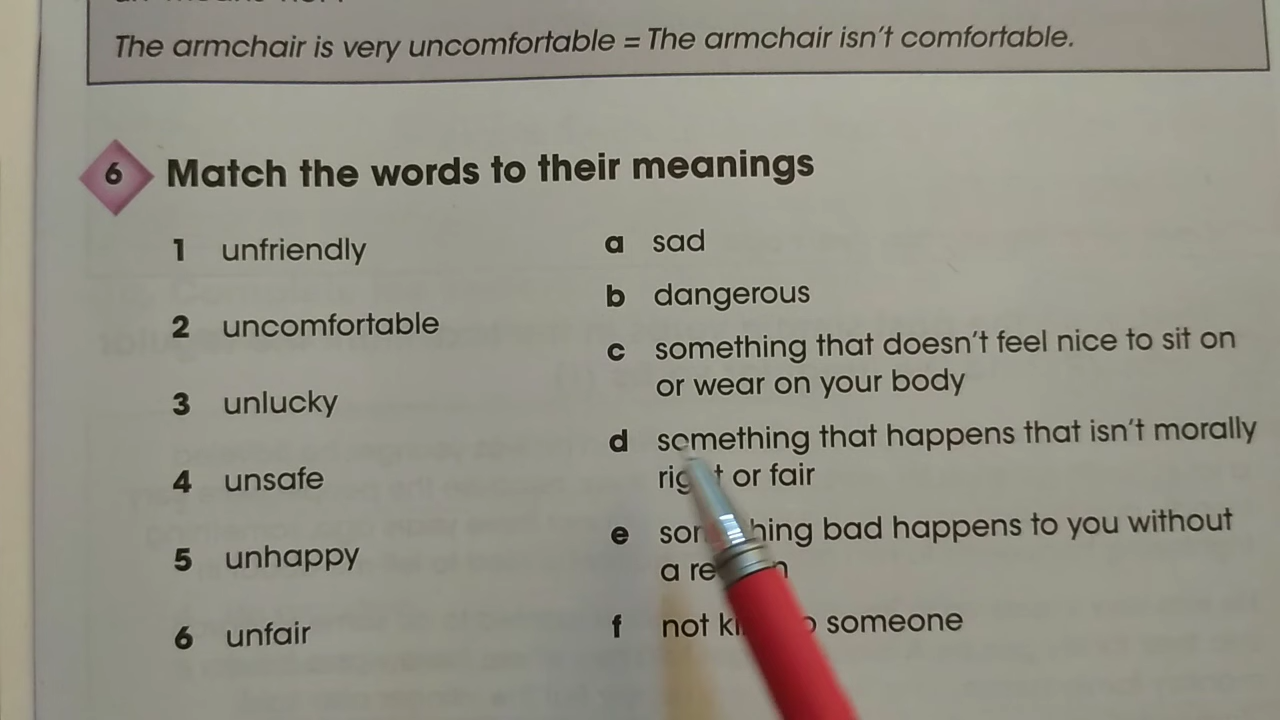 The armchair is very uncomfortable = The armchair isn't comfortable.
6 Match the words to their meanings
1 unfriendly
2 uncomfortable
3 unlucky
4 unsafe
5 unhappy
6 unfair
a sad
b dangerous
c something that doesn't feel nice to sit on
or wear on your body
d something that happens that isn't morally
or fair
e bad happens to you without
a
f not someone